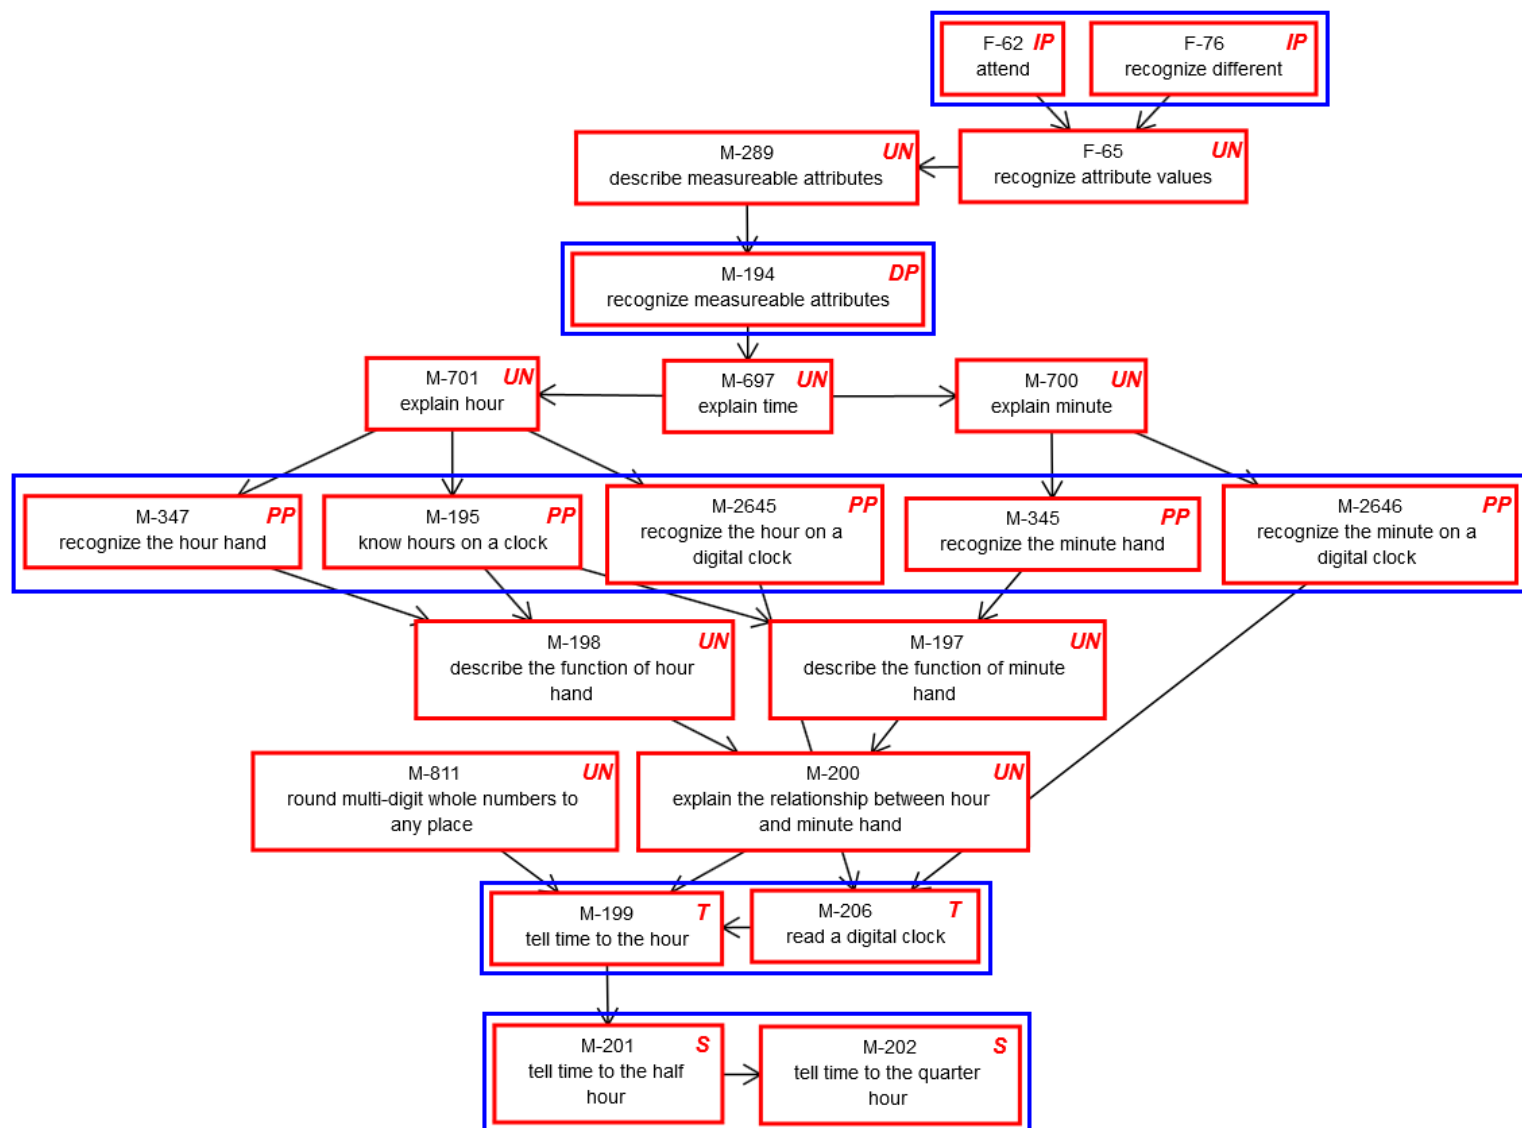 F-62 IP
attend
F-76 IP
recognize different
M-289 UN
describe measureable attributes
F-65 UN
recognize attribute values
M-194 DP
recognize measureable attributes
M-701 UN
explain hour
M-697 UN
explain time
M-700 UN
explain minute
M-347 PP
recognize the hour hand
M-195 PP
know hours on a clock
M-2645 PP
recognize the hour on a
digital clock
M-345 PP
recognize the minute hand
M-2646 PP
recognize the minute on a
digital clock
M-198 UN
describe the function of hour
hand
M-197 UN
describe the function of minute
hand
M-811 UN
round multi-digit whole numbers to
any place
M-200 UN
explain the relationship between hour
and minute hand
M-199 T
tell time to the hour
M-206 T
read a digital clock
M-201 S
tell time to the half
hour
M-202 S
tell time to the quarter
hour